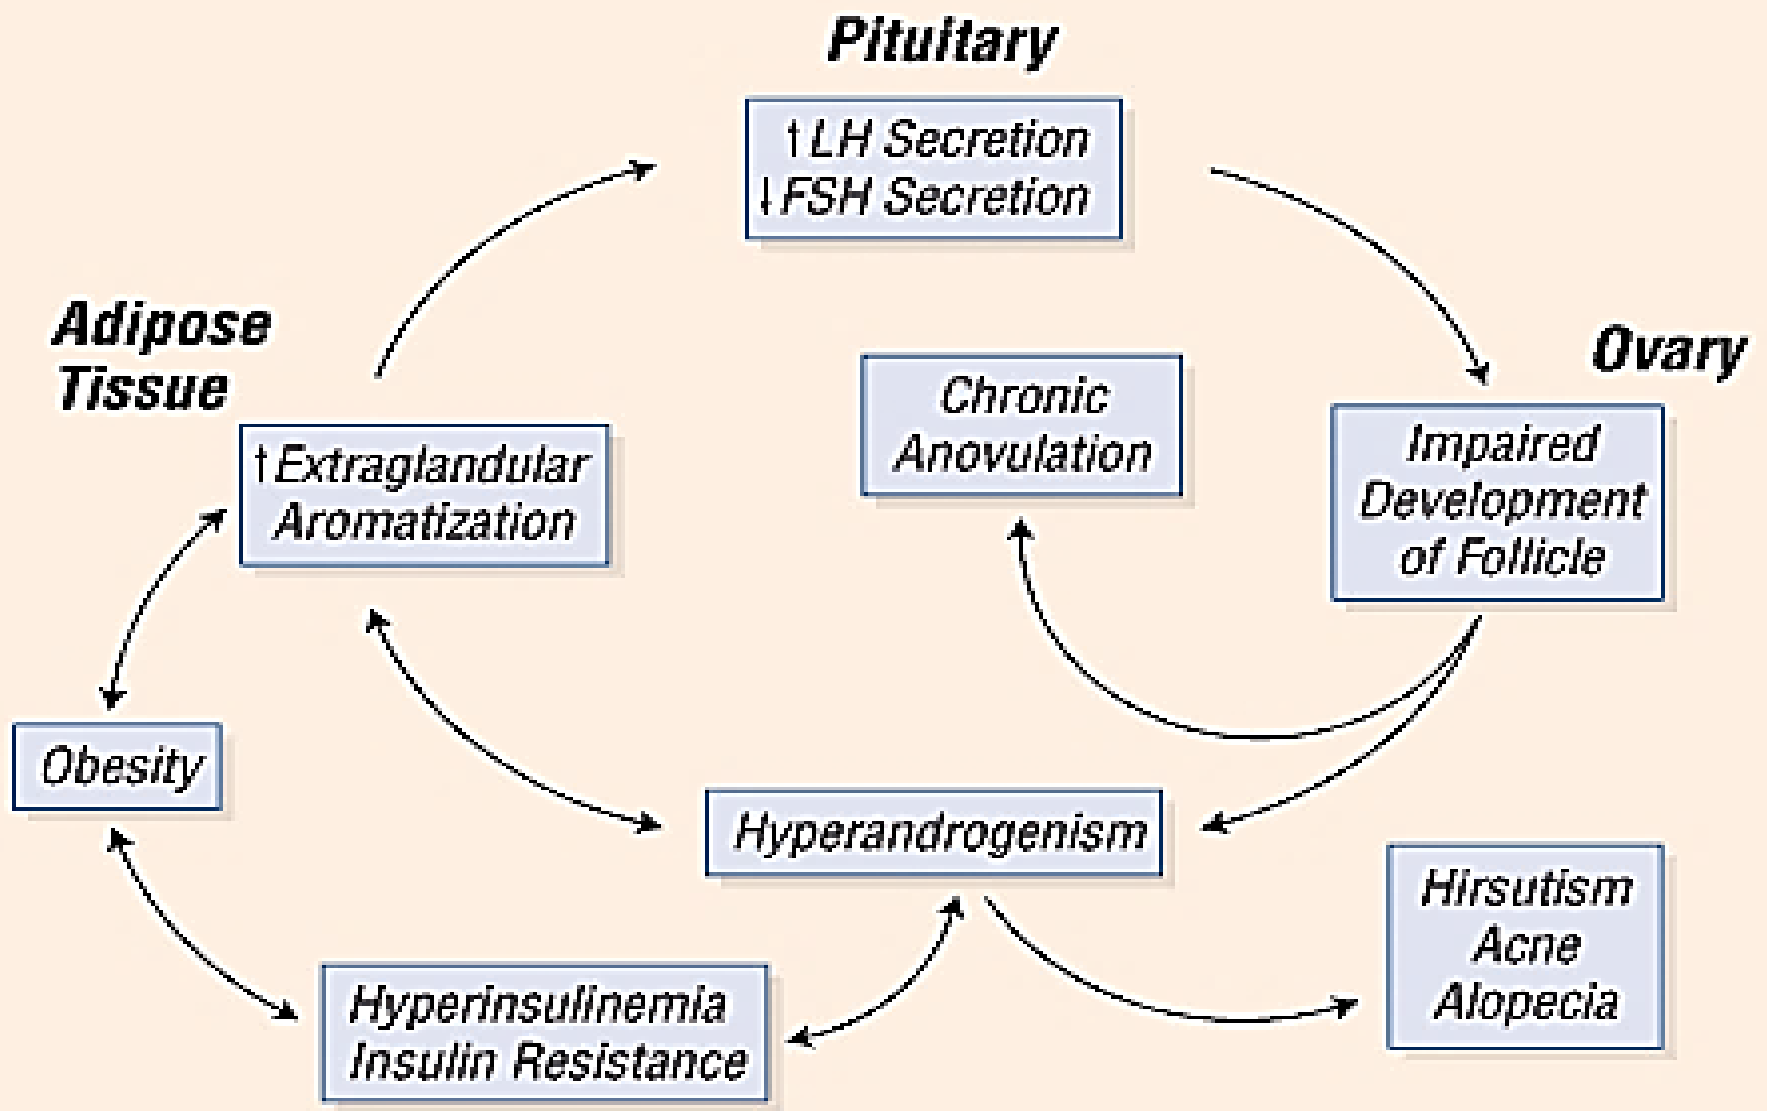 Pituitary
↑LH Secretion
↓FSH Secretion
Adipose
Tissue
↑Extraglandular
Aromatization
Chronic
Anovulation
Ovary
Impaired
Development
of Follicle
Obesity
Hyperandrogenism
Hirsutism
Acne
Alopecia
Hyperinsulinemia
Insulin Resistance